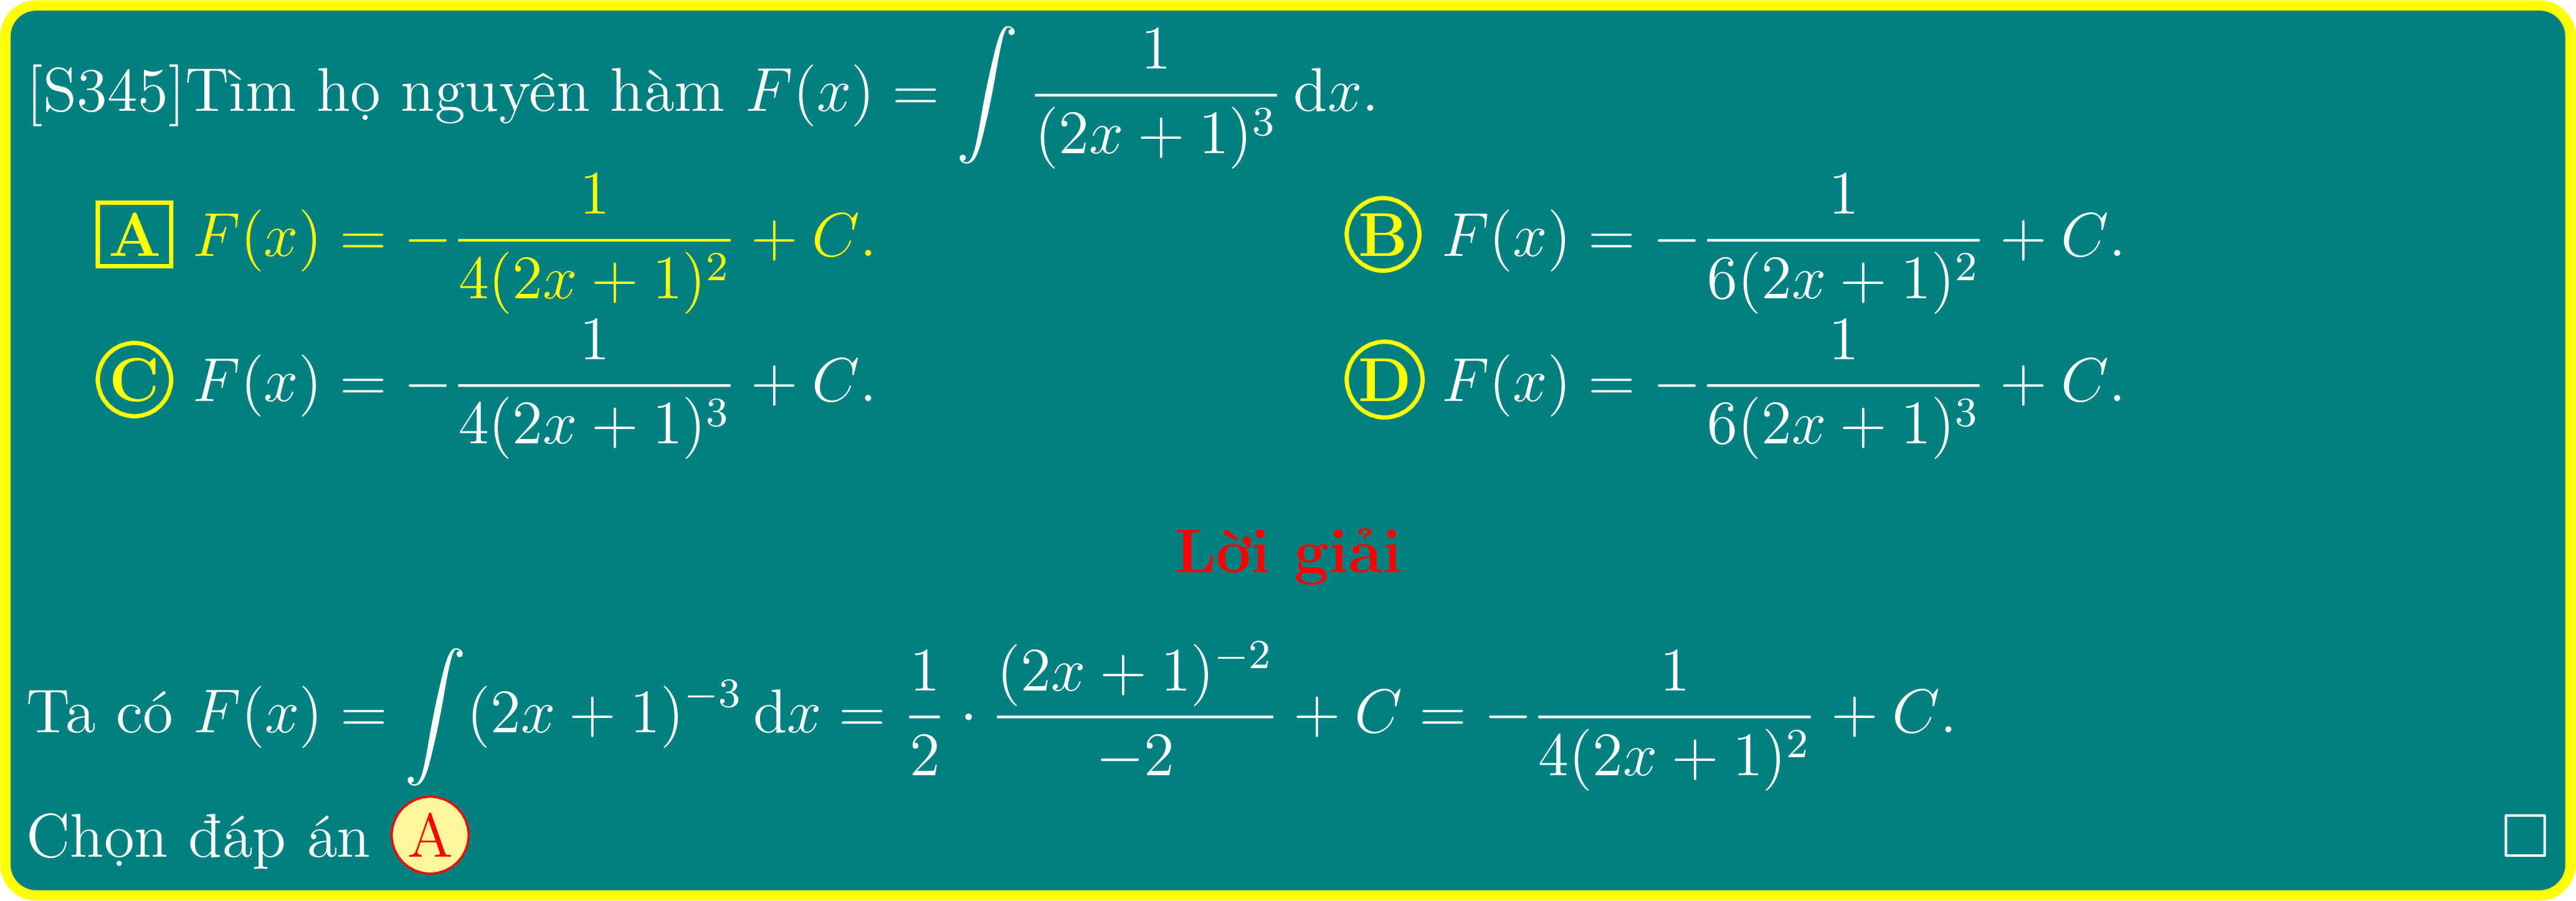 [S345]Tìm họ nguyên hàm $F(x) = \int \frac{1}{(2x+1)^3} \, \mathrm{d}x$.
A $F(x) = -\frac{1}{4(2x+1)^2} + C$. B $F(x) = -\frac{1}{6(2x+1)^2} + C$.
C $F(x) = -\frac{1}{4(2x+1)^3} + C$. D $F(x) = -\frac{1}{6(2x+1)^3} + C$.
Lời giải
Ta có $F(x) = \int (2x+1)^{-3} \, \mathrm{d}x = \frac{1}{2} \cdot \frac{(2x+1)^{-2}}{-2} + C = -\frac{1}{4(2x+1)^2} + C$.
Chọn đáp án A □